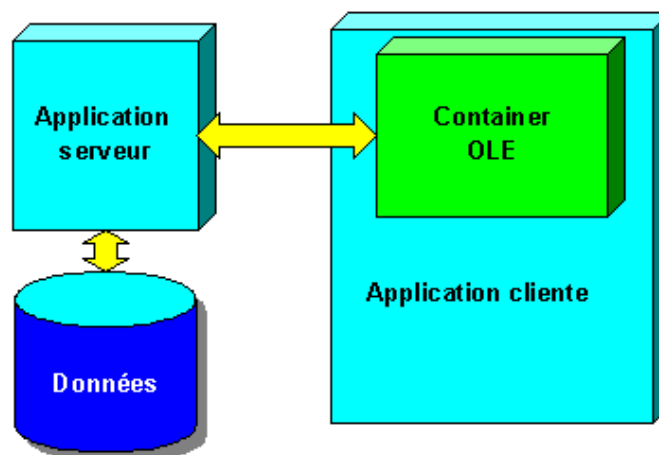 Application
serveur
Container
OLE
Application cliente
Données